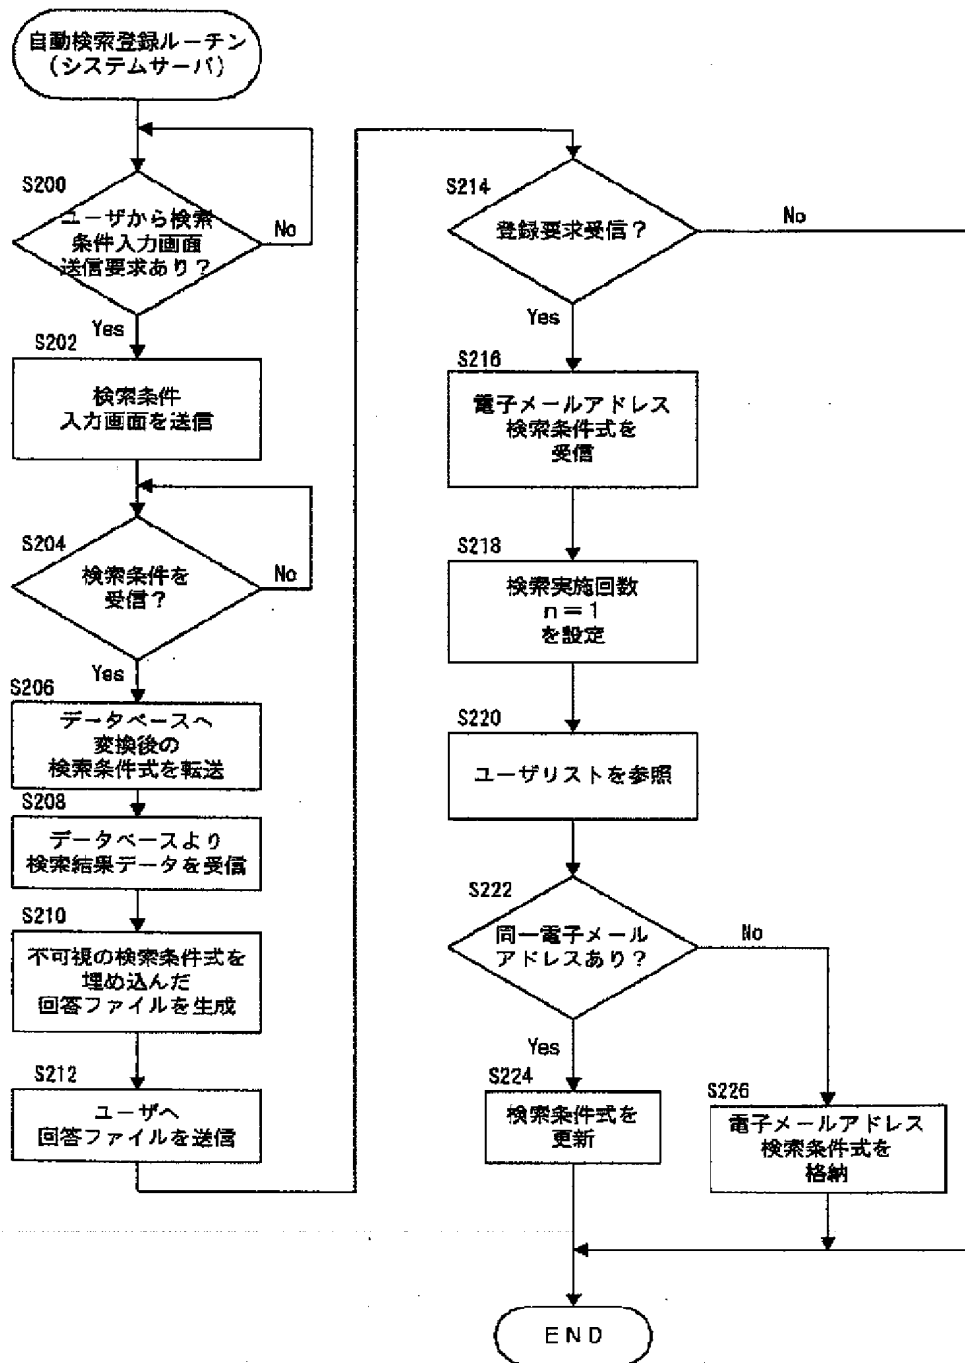 自動検索登録ルーチン
（システムサーバ）
S200
ユーザから検索
条件入力画面
送信要求あり？
No
Yes
S202
検索条件
入力画面を送信
S204
検索条件を
受信？
No
Yes
S206
データベースへ
変換後の
検索条件式を転送
S208
データベースより
検索結果データを受信
S210
不可視の検索条件式を
埋め込んだ
回答ファイルを生成
S212
ユーザへ
回答ファイルを送信
S214
登録要求受信？
No
Yes
S216
電子メールアドレス
検索条件式を
受信
S218
検索実施回数
n＝1
を設定
S220
ユーザリストを参照
S222
同一電子メール
アドレスあり？
No
Yes
S224
検索条件式を
更新
S226
電子メールアドレス
検索条件式を
格納
END